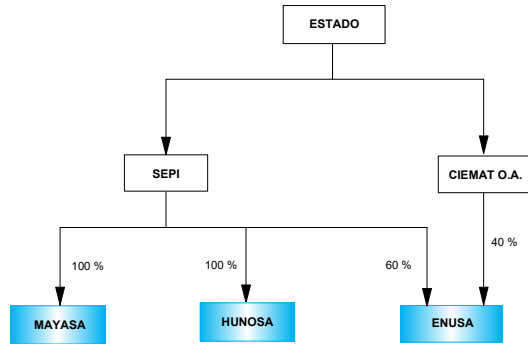 ESTADO
SEPI
CIEMAT O.A.
100 %
100 %
60 %
40 %
MAYASA
HUNOSA
ENUSA